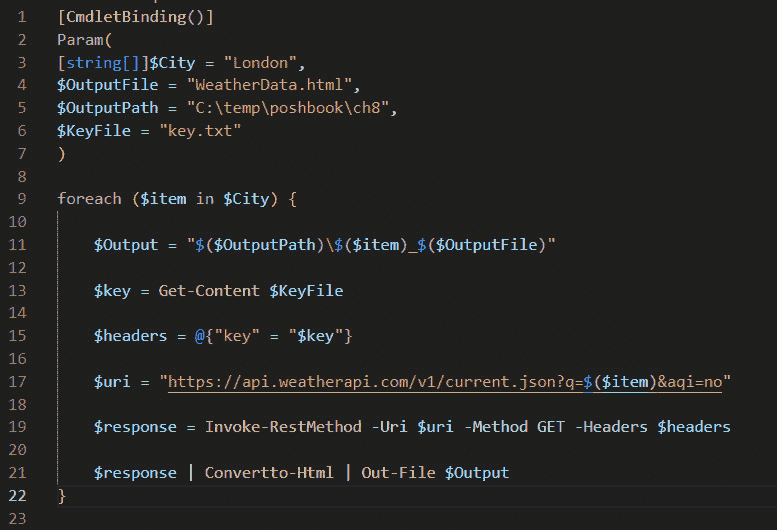 1 [CmdletBinding()]
2 Param(
3 [string[]]$City = "London",
4 $OutputFile = "WeatherData.html",
5 $OutputPath = "C:\temp\poshbook\ch8",
6 $KeyFile = "key.txt"
7 )
8
9 foreach ($item in $City) {
10
11     $Output = "$($OutputPath)\$($item)_$($OutputFile)"
12
13     $key = Get-Content $KeyFile
14
15     $headers = @{"key" = "$key"}
16
17     $uri = "https://api.weatherapi.com/v1/current.json?q=$($item)&aqi=no"
18
19     $response = Invoke-RestMethod -Uri $uri -Method GET -Headers $headers
20
21     $response | Convertto-Html | Out-File $Output
22 }
23